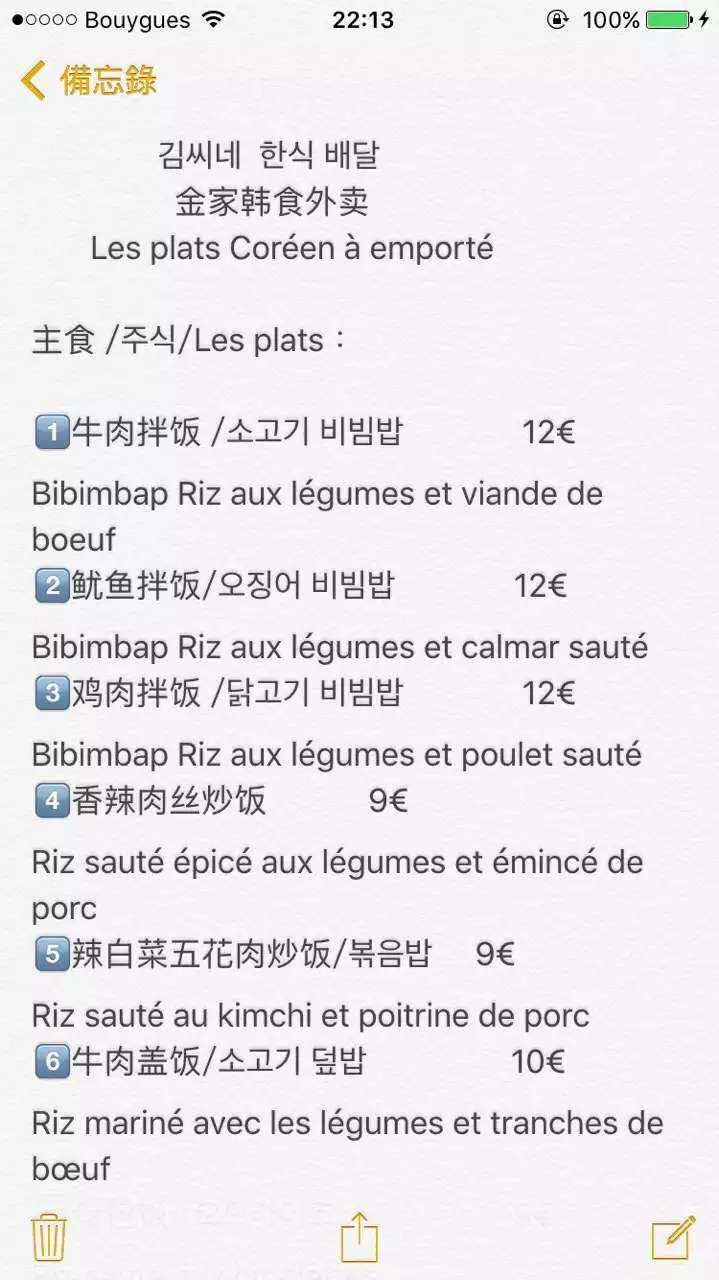 Bouygues 22:13 100%
備忘錄
김씨네 한식 배달
金家韩食外卖
Les plats Coréen à emporté
主食 /주식/Les plats：
1牛肉拌饭 /소고기 비빔밥 12€
Bibimbap Riz aux légumes et viande de
boeuf
2鱿鱼拌饭/오징어 비빔밥 12€
Bibimbap Riz aux légumes et calmar sauté
3鸡肉拌饭 /닭고기 비빔밥 12€
Bibimbap Riz aux légumes et poulet sauté
4香辣肉丝炒饭 9€
Riz sauté épicé aux légumes et émincé de
porc
5辣白菜五花肉炒饭/볶음밥 9€
Riz sauté au kimchi et poitrine de porc
6牛肉盖饭/소고기 덮밥 10€
Riz mariné avec les légumes et tranches de
bœuf